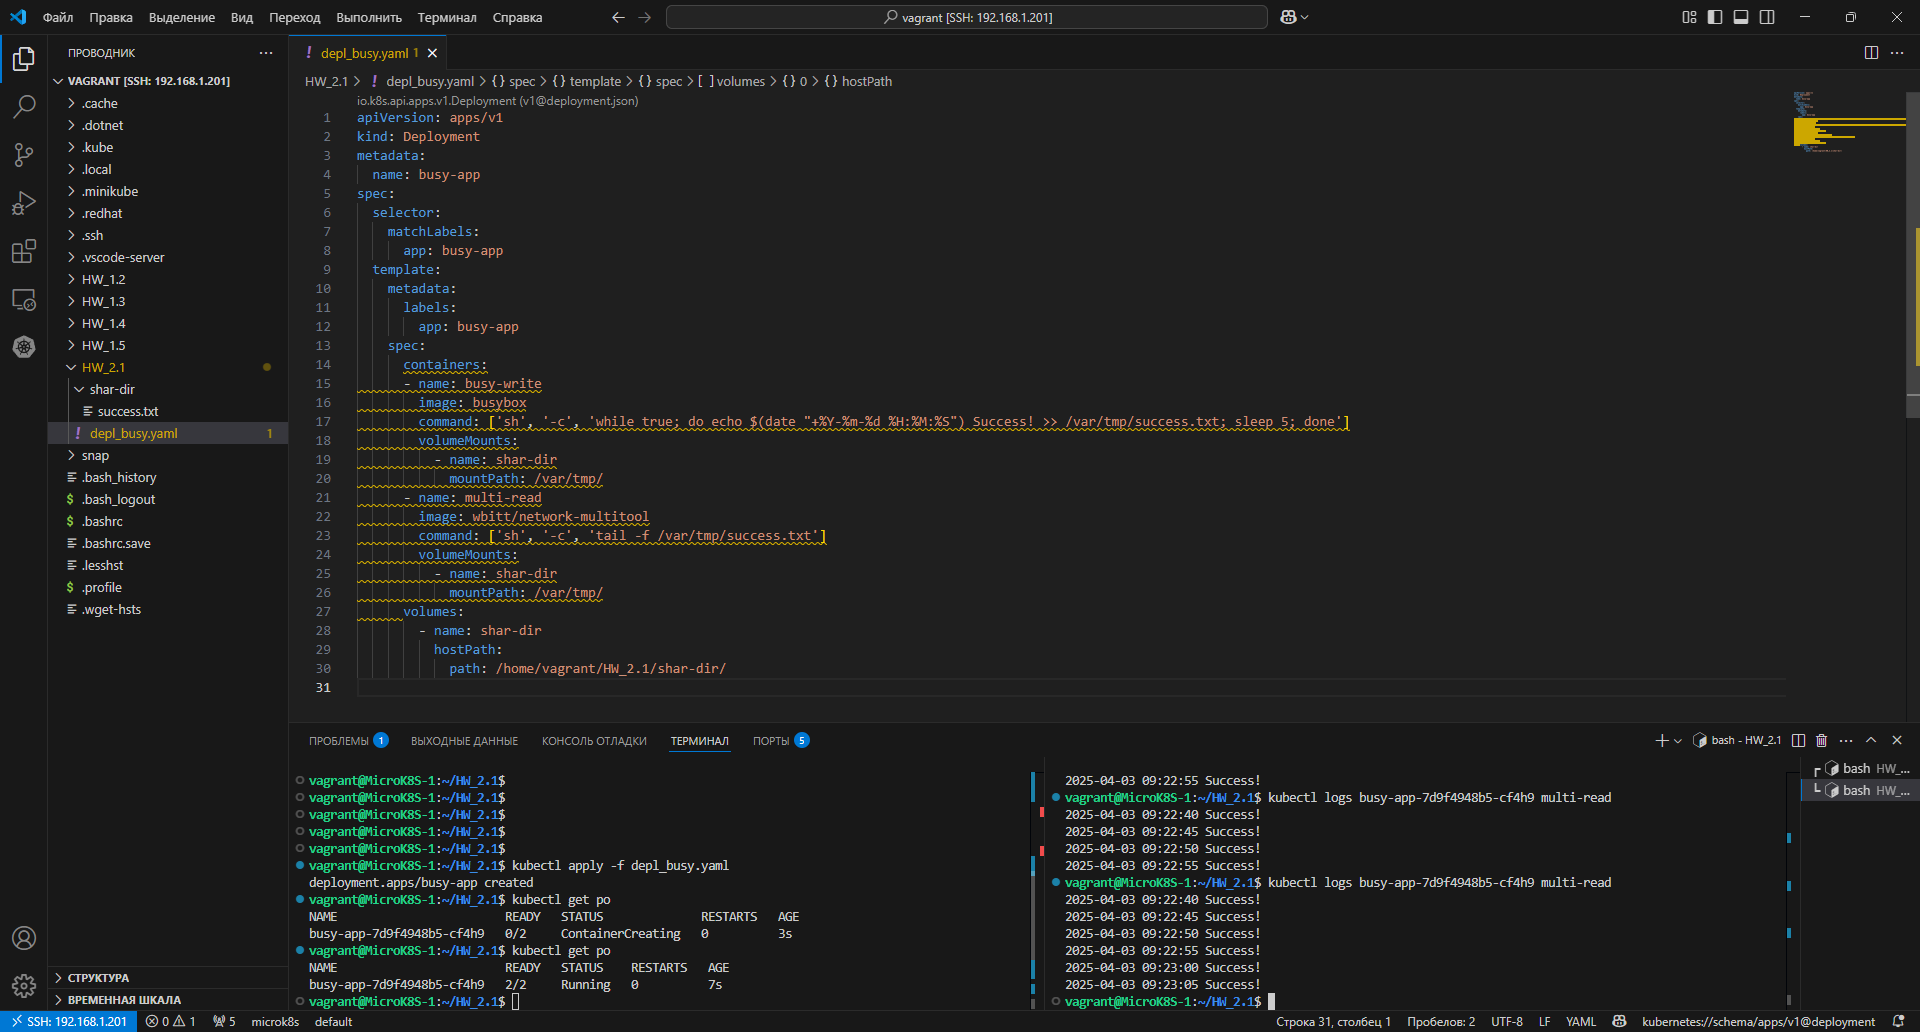 Файл Правка Выделение Вид Переход Выполнить Терминал Справка
vagrant [SSH: 192.168.1.201]
ПРОВОДНИК
VAGRANT [SSH: 192.168.1.201]
.cache
.dotnet
.kube
.local
.minikube
.redhat
.ssh
.vscode-server
HW_1.2
HW_1.3
HW_1.4
HW_1.5
HW_2.1
shar-dir
success.txt
! depl_busy.yaml 1
snap
.bash_history
$ .bash_logout
$ .bashrc
.bashrc.save
.lesshst
$ .profile
.wget-hsts
СТРУКТУРА
ВРЕМЕННАЯ ШКАЛА
! depl_busy.yaml 1
HW_2.1 > ! depl_busy.yaml > {} spec > {} template > {} spec > [ ] volumes > {} 0 > {} hostPath
io.k8s.api.apps.v1.Deployment (v1@deployment.json)
1 apiVersion: apps/v1
2 kind: Deployment
3 metadata:
4 name: busy-app
5 spec:
6 selector:
7 matchLabels:
8 app: busy-app
9 template:
10 metadata:
11 labels:
12 app: busy-app
13 spec:
14 containers:
15 - name: busy-write
16 image: busybox
17 command: ['sh', '-c', 'while true; do echo $(date "+%Y-%m-%d %H:%M:%S") Success! >> /var/tmp/success.txt; sleep 5; done']
18 volumeMounts:
19 - name: shar-dir
20 mountPath: /var/tmp/
21 - name: multi-read
22 image: wbitt/network-multitool
23 command: ['sh', '-c', 'tail -f /var/tmp/success.txt']
24 volumeMounts:
25 - name: shar-dir
26 mountPath: /var/tmp/
27 volumes:
28 - name: shar-dir
29 hostPath:
30 path: /home/vagrant/HW_2.1/shar-dir/
31
ПРОБЛЕМЫ 1 ВЫХОДНЫЕ ДАННЫЕ КОНСОЛЬ ОТЛАДКИ ТЕРМИНАЛ ПОРТЫ 5
bash - HW_2.1
vagrant@MicroK8S-1:~/HW_2.1$
vagrant@MicroK8S-1:~/HW_2.1$
vagrant@MicroK8S-1:~/HW_2.1$
vagrant@MicroK8S-1:~/HW_2.1$
vagrant@MicroK8S-1:~/HW_2.1$
vagrant@MicroK8S-1:~/HW_2.1$ kubectl apply -f depl_busy.yaml
deployment.apps/busy-app created
vagrant@MicroK8S-1:~/HW_2.1$ kubectl get po
NAME READY STATUS RESTARTS AGE
busy-app-7d9f4948b5-cf4h9 0/2 ContainerCreating 0 3s
vagrant@MicroK8S-1:~/HW_2.1$ kubectl get po
NAME READY STATUS RESTARTS AGE
busy-app-7d9f4948b5-cf4h9 2/2 Running 0 7s
vagrant@MicroK8S-1:~/HW_2.1$
2025-04-03 09:22:55 Success!
vagrant@MicroK8S-1:~/HW_2.1$ kubectl logs busy-app-7d9f4948b5-cf4h9 multi-read
2025-04-03 09:22:40 Success!
2025-04-03 09:22:45 Success!
2025-04-03 09:22:50 Success!
2025-04-03 09:22:55 Success!
vagrant@MicroK8S-1:~/HW_2.1$ kubectl logs busy-app-7d9f4948b5-cf4h9 multi-read
2025-04-03 09:22:40 Success!
2025-04-03 09:22:45 Success!
2025-04-03 09:22:50 Success!
2025-04-03 09:22:55 Success!
2025-04-03 09:23:00 Success!
2025-04-03 09:23:05 Success!
vagrant@MicroK8S-1:~/HW_2.1$
bash HW_...
bash HW_...
SSH: 192.168.1.201 0 1 5 microk8s default
Строка 31, столбец 1 Пробелов: 2 UTF-8 LF YAML kubernetes://schema/apps/v1@deployment